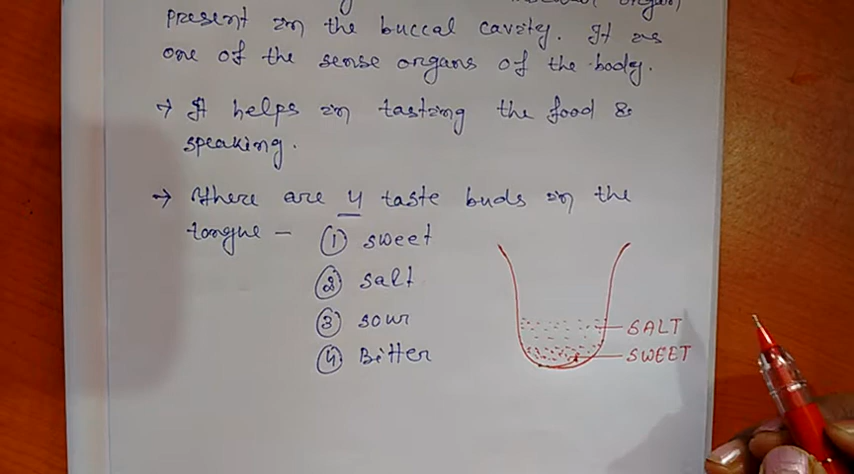 organ
present in the buccal cavity. It is
one of the sense organs of the body.
→ It helps in tasting the food &
speaking.
→ There are 4 taste buds in the
tongue —
① sweet
② salt
③ sour
④ Bitter
SALT
SWEET